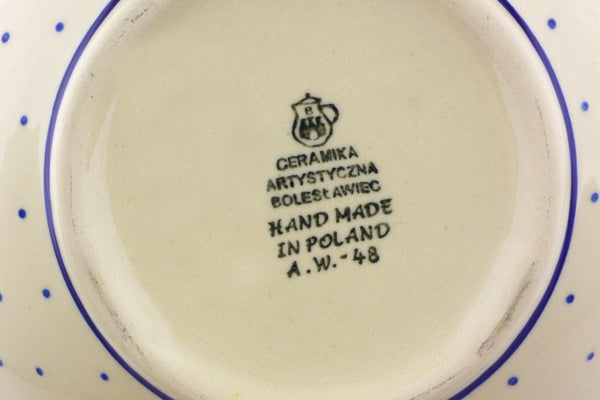 B
CERAMIKA
ARTYSTYCZNA
BOLESŁAWIEC
HAND MADE
IN POLAND
A.W.-48